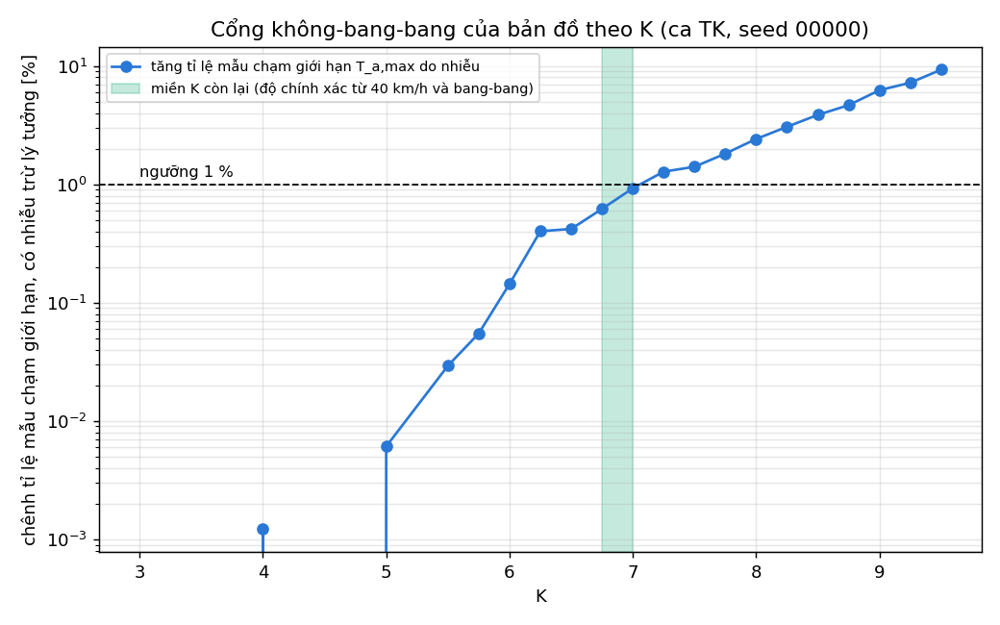 Cổng không-bang-bang của bản đồ theo K (ca TK, seed 00000)
tăng tỉ lệ mẫu chạm giới hạn T_a,max do nhiễu
miền K còn lại (độ chính xác từ 40 km/h và bang-bang)
ngưỡng 1 %
chênh tỉ lệ mẫu chạm giới hạn, có nhiễu trừ lý tưởng [%]
10¹
10⁰
10⁻¹
10⁻²
10⁻³
3 4 5 6 7 8 9
K